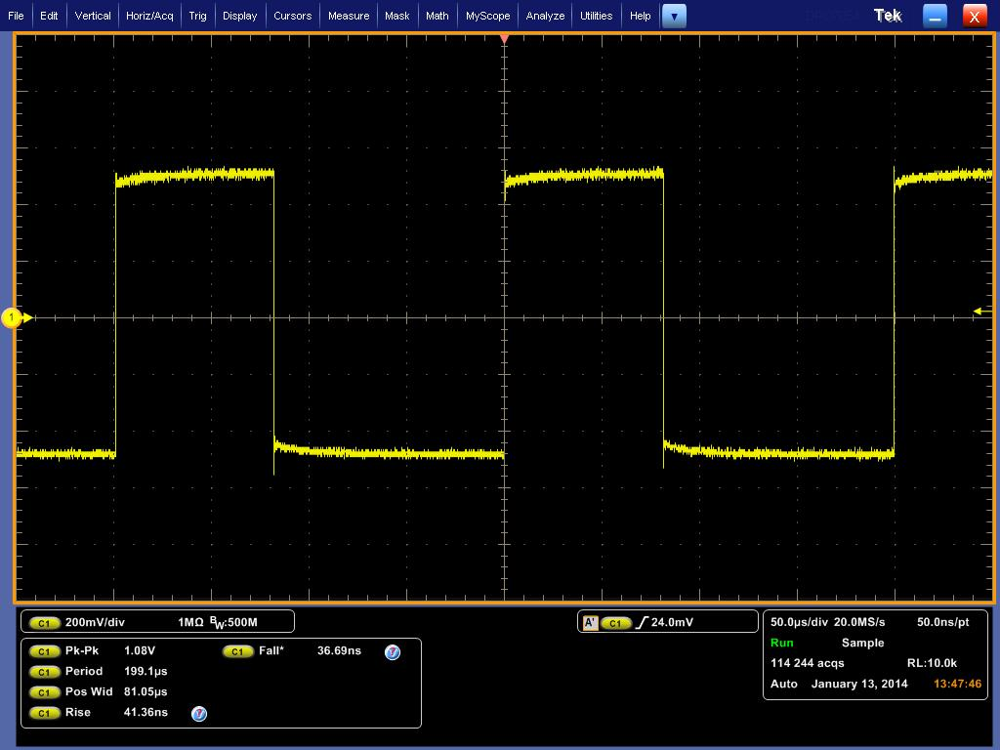 File Edit Vertical Horiz/Acq Trig Display Cursors Measure Mask Math MyScope Analyze Utilities Help Tek X
1
C1 200mV/div 1MΩ BW:500M
A' C1 24.0mV
50.0µs/div 20.0MS/s 50.0ns/pt
Run Sample
114 244 acqs RL:10.0k
Auto January 13, 2014 13:47:46
C1 Pk-Pk 1.08V C1 Fall* 36.69ns
C1 Period 199.1µs
C1 Pos Wid 81.05µs
C1 Rise 41.36ns